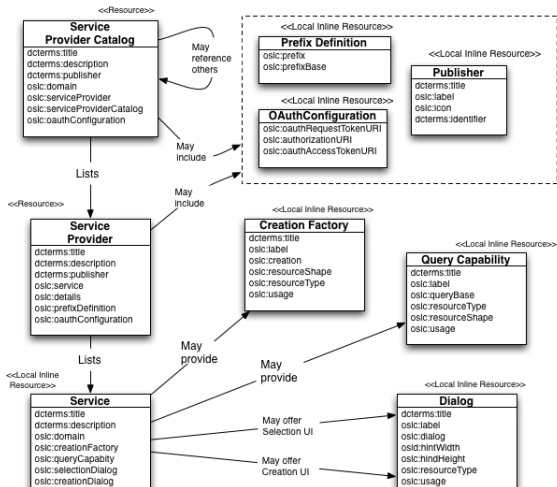 <<Resource>>
Service
Provider Catalog
dcterms:title
dcterms:description
dcterms:publisher
oslc:domain
oslc:serviceProvider
oslc:serviceProviderCatalog
oslc:oauthConfiguration
May
reference
others
<<Local Inline Resource>>
Prefix Definition
oslc:prefix
oslc:prefixBase
<<Local Inline Resource>>
Publisher
dcterms:title
oslc:label
oslc:icon
dcterms:identifier
<<Local Inline Resource>>
OAuthConfiguration
oslc:oauthRequestTokenURI
oslc:authorizationURI
oslc:oauthAccessTokenURI
May
include
Lists
May
include
<<Resource>>
Service
Provider
dcterms:title
dcterms:description
dcterms:publisher
oslc:service
oslc:details
oslc:prefixDefinition
oslc:oauthConfiguration
<<Local Inline Resource>>
Creation Factory
dcterms:title
oslc:label
oslc:creation
oslc:resourceShape
oslc:resourceType
oslc:usage
<<Local Inline Resource>>
Query Capability
dcterms:title
oslc:label
oslc:queryBase
oslc:resourceType
oslc:resourceShape
oslc:usage
Lists
May
provide
May
provide
<<Local Inline
Resource>>
Service
dcterms:title
dcterms:description
oslc:domain
oslc:creationFactory
oslc:queryCapabity
oslc:selectionDialog
oslc:creationDialog
May offer
Selection UI
May offer
Creation UI
<<Local Inline Resource>>
Dialog
dcterms:title
oslc:label
oslc:dialog
osld:hintWidth
oslc:hindHeight
oslc:resourceType
oslc:usage